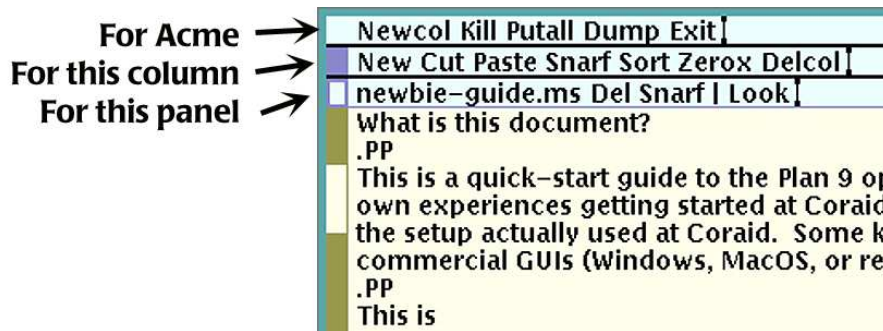 For Acme
For this column
For this panel
Newcol Kill Putall Dump Exit
New Cut Paste Snarf Sort Zerox Delcol
newbie-guide.ms Del Snarf | Look
What is this document?
.PP
This is a quick-start guide to the Plan 9 op
own experiences getting started at Coraid
the setup actually used at Coraid.  Some k
commercial GUIs (Windows, MacOS, or re
.PP
This is